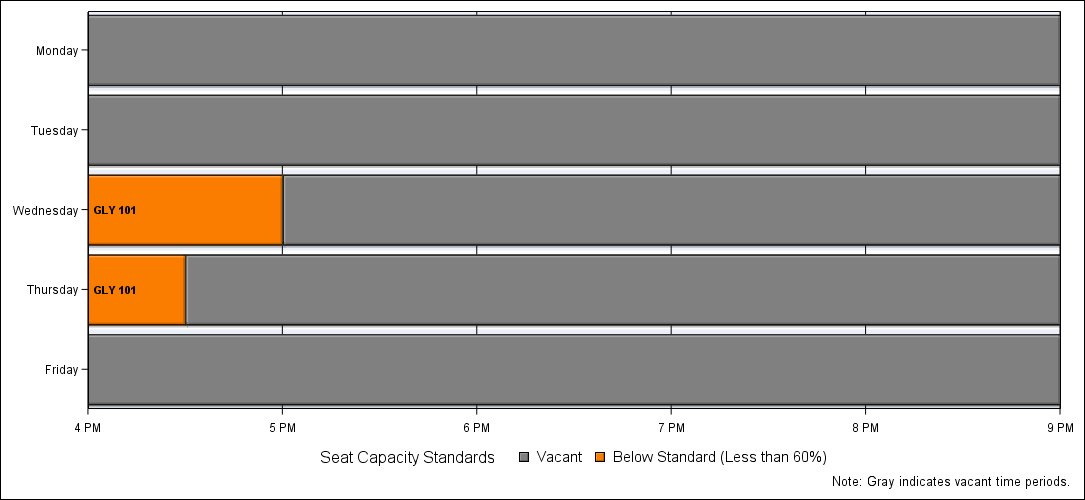 Monday
Tuesday
Wednesday
GLY 101
Thursday
GLY 101
Friday
4 PM 5 PM 6 PM 7 PM 8 PM 9 PM
Seat Capacity Standards Vacant Below Standard (Less than 60%)
Note: Gray indicates vacant time periods.